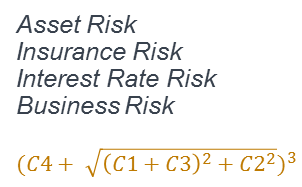 Asset Risk
Insurance Risk
Interest Rate Risk
Business Risk
(C4 + √((C1 + C3)² + C2²))³